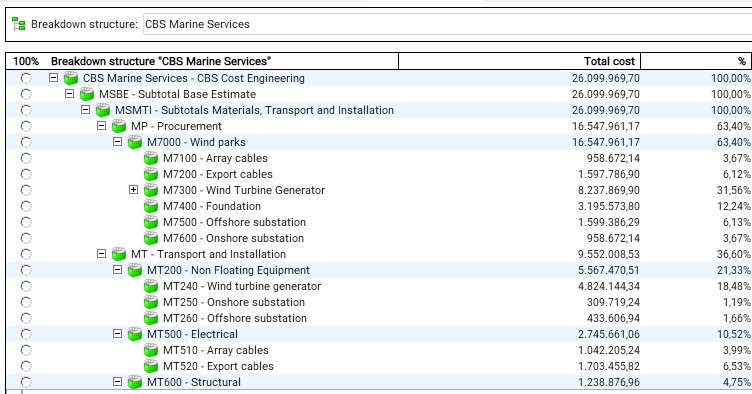 Breakdown structure: CBS Marine Services
100% Breakdown structure "CBS Marine Services" Total cost %
CBS Marine Services - CBS Cost Engineering 26.099.969,70 100,00%
MSBE - Subtotal Base Estimate 26.099.969,70 100,00%
MSMTI - Subtotals Materials, Transport and Installation 26.099.969,70 100,00%
MP - Procurement 16.547.961,17 63,40%
M7000 - Wind parks 16.547.961,17 63,40%
M7100 - Array cables 958.672,14 3,67%
M7200 - Export cables 1.597.786,90 6,12%
M7300 - Wind Turbine Generator 8.237.869,90 31,56%
M7400 - Foundation 3.195.573,80 12,24%
M7500 - Offshore substation 1.599.386,29 6,13%
M7600 - Onshore substation 958.672,14 3,67%
MT - Transport and Installation 9.552.008,53 36,60%
MT200 - Non Floating Equipment 5.567.470,51 21,33%
MT240 - Wind turbine generator 4.824.144,34 18,48%
MT250 - Onshore substation 309.719,24 1,19%
MT260 - Offshore substation 433.606,94 1,66%
MT500 - Electrical 2.745.661,06 10,52%
MT510 - Array cables 1.042.205,24 3,99%
MT520 - Export cables 1.703.455,82 6,53%
MT600 - Structural 1.238.876,96 4,75%